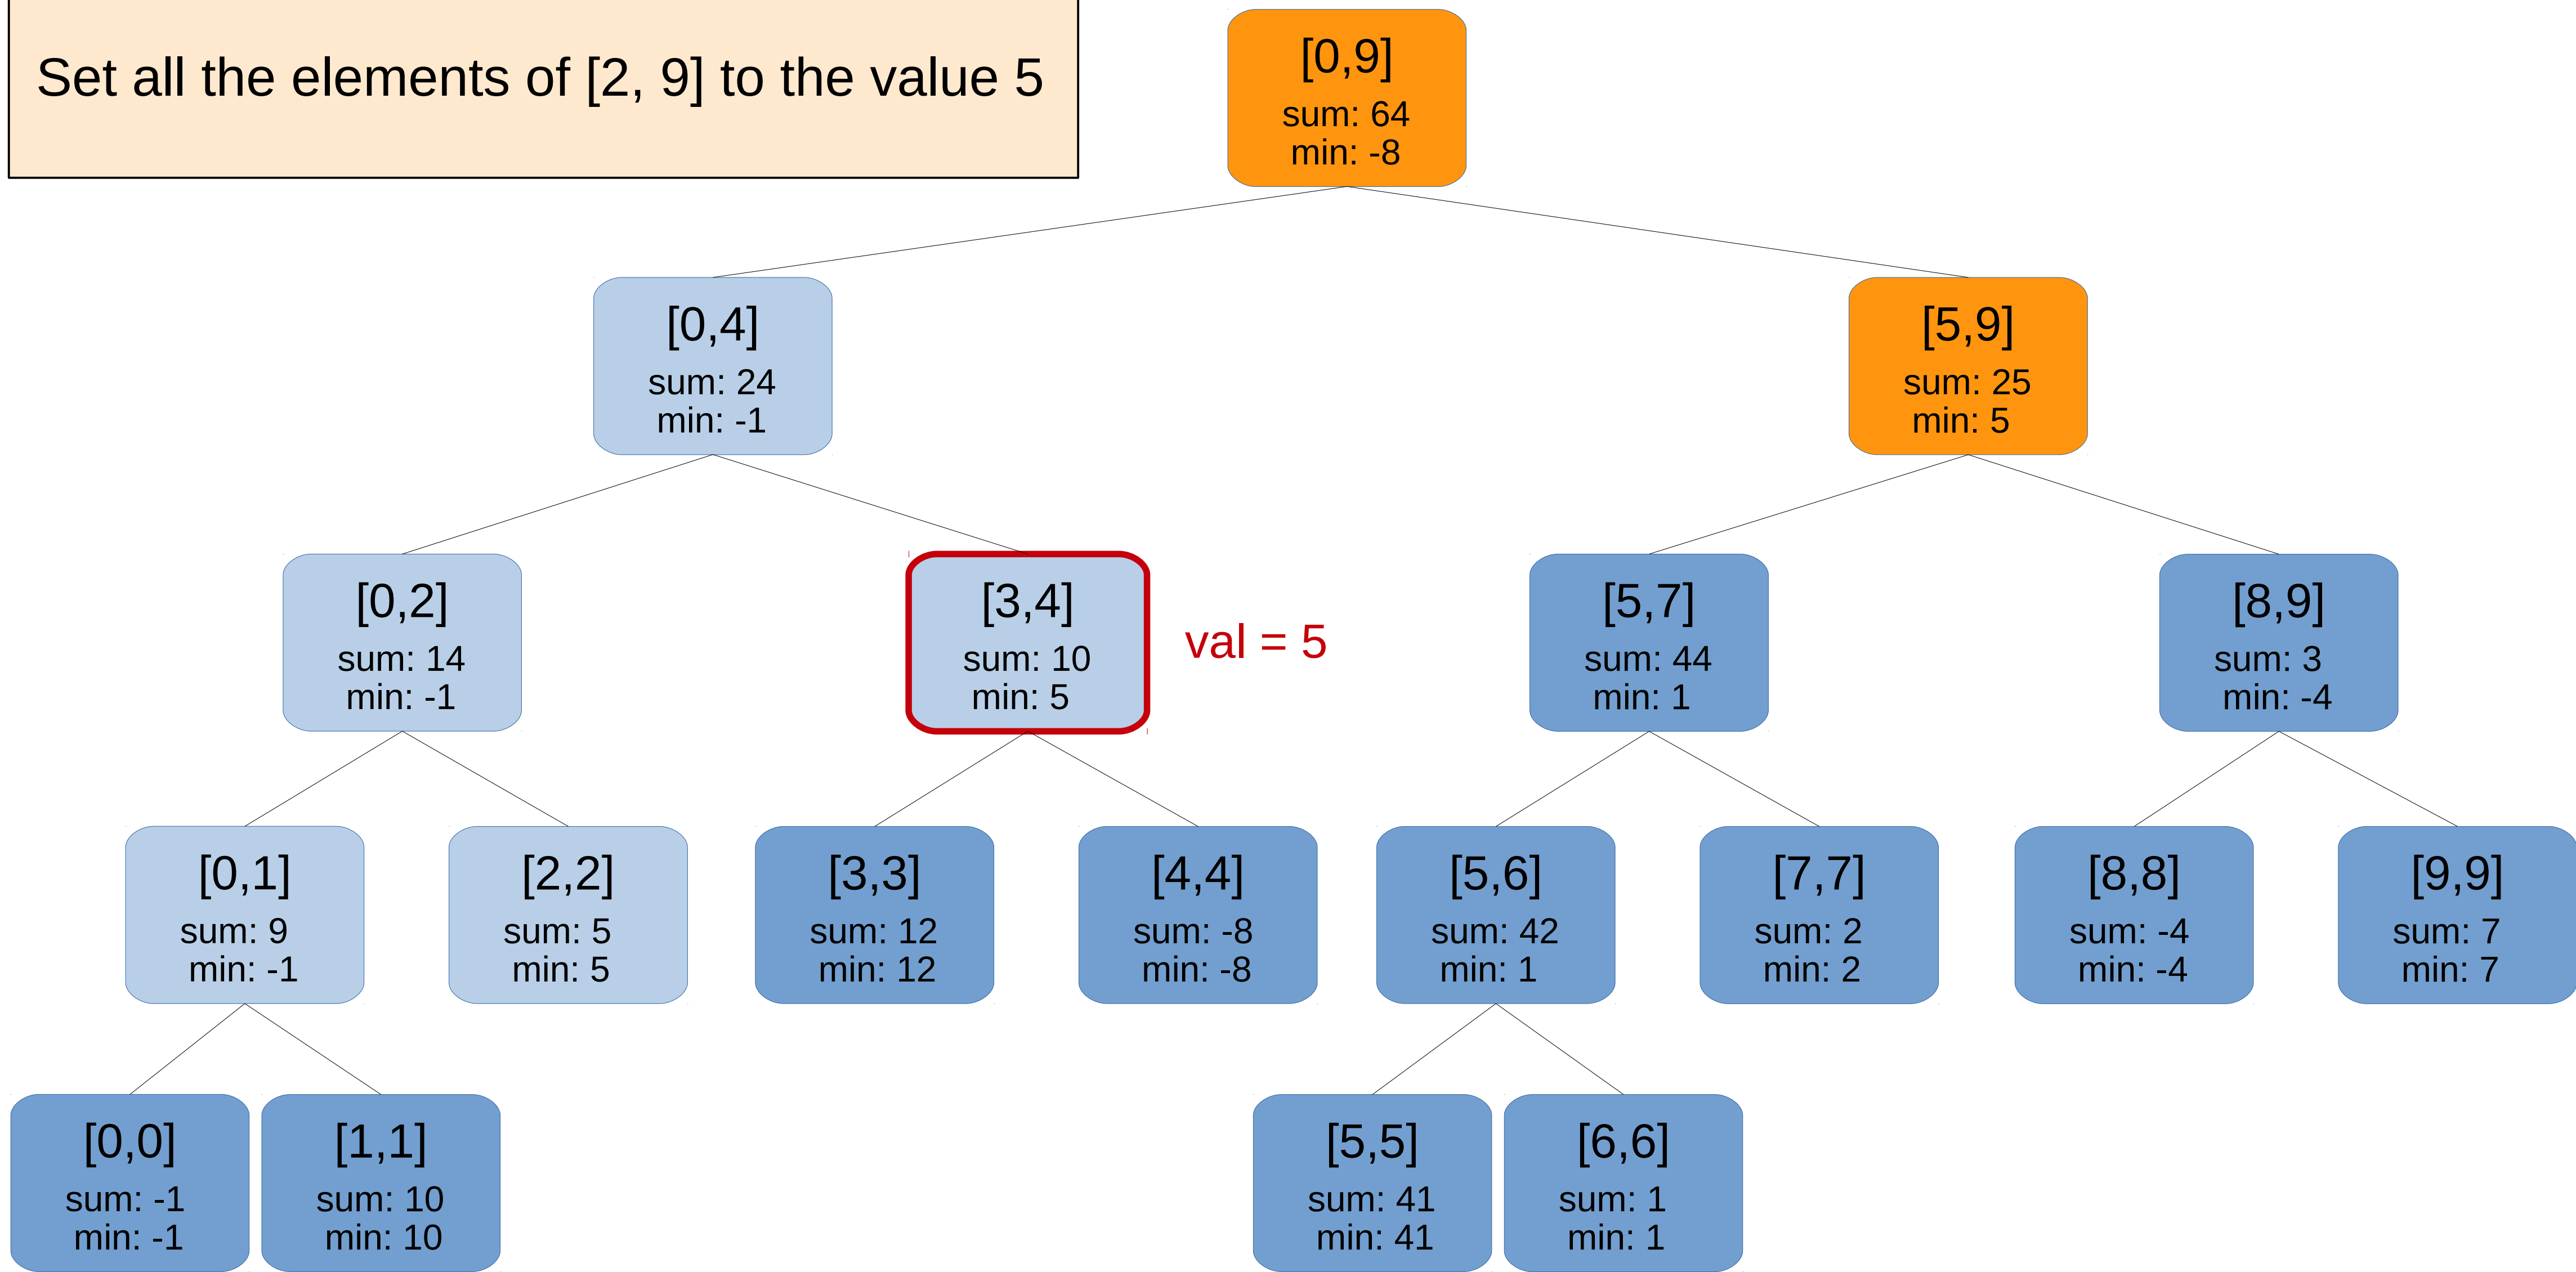 Set all the elements of [2, 9] to the value 5
[0,9]
sum: 64
min: -8
[0,4]
sum: 24
min: -1
[5,9]
sum: 25
min: 5
[0,2]
sum: 14
min: -1
[3,4]
sum: 10
min: 5
val = 5
[5,7]
sum: 44
min: 1
[8,9]
sum: 3
min: -4
[0,1]
sum: 9
min: -1
[2,2]
sum: 5
min: 5
[3,3]
sum: 12
min: 12
[4,4]
sum: -8
min: -8
[5,6]
sum: 42
min: 1
[7,7]
sum: 2
min: 2
[8,8]
sum: -4
min: -4
[9,9]
sum: 7
min: 7
[0,0]
sum: -1
min: -1
[1,1]
sum: 10
min: 10
[5,5]
sum: 41
min: 41
[6,6]
sum: 1
min: 1